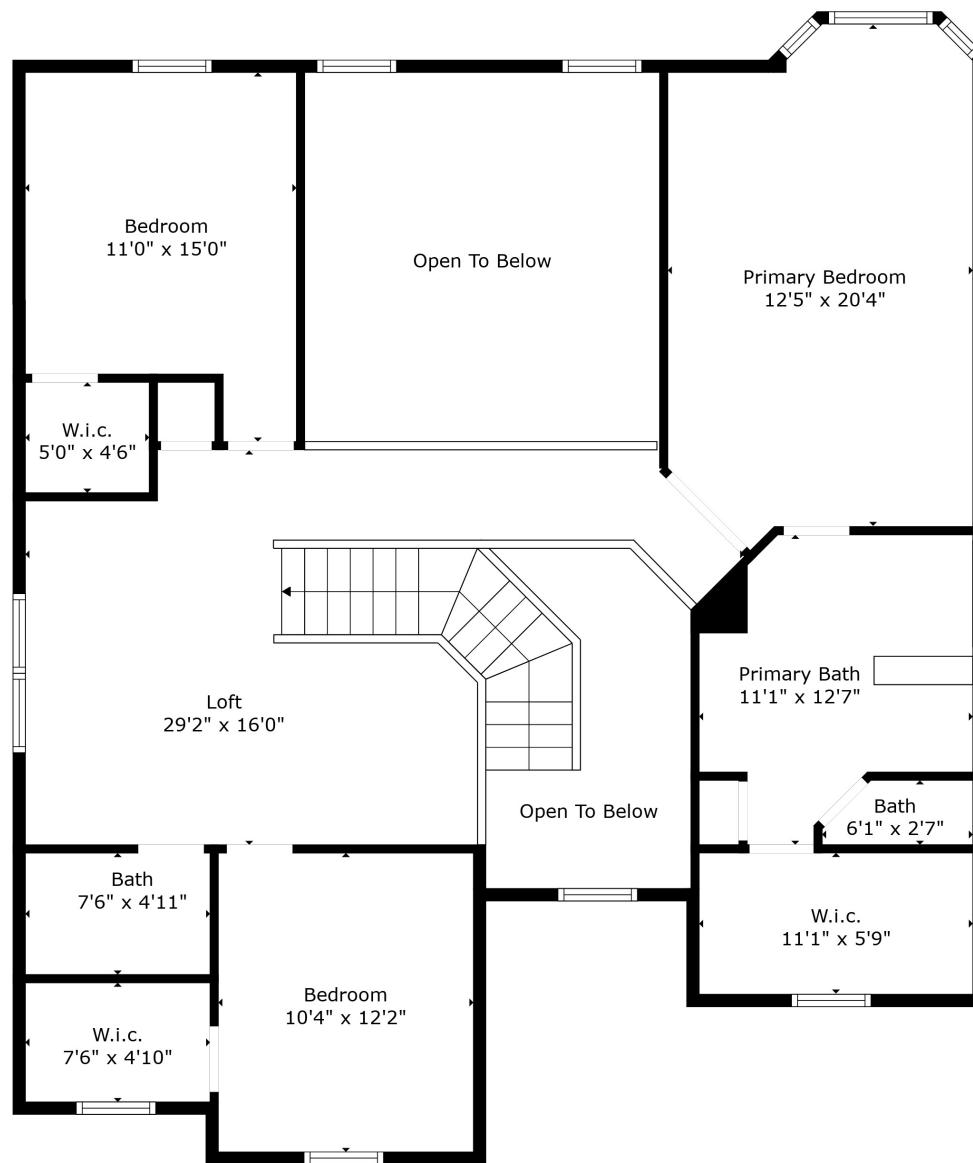 Bedroom
11'0" x 15'0"
Open To Below
Primary Bedroom
12'5" x 20'4"
W.i.c.
5'0" x 4'6"
Loft
29'2" x 16'0"
Primary Bath
11'1" x 12'7"
Open To Below
Bath
6'1" x 2'7"
Bath
7'6" x 4'11"
W.i.c.
11'1" x 5'9"
Bedroom
10'4" x 12'2"
W.i.c.
7'6" x 4'10"